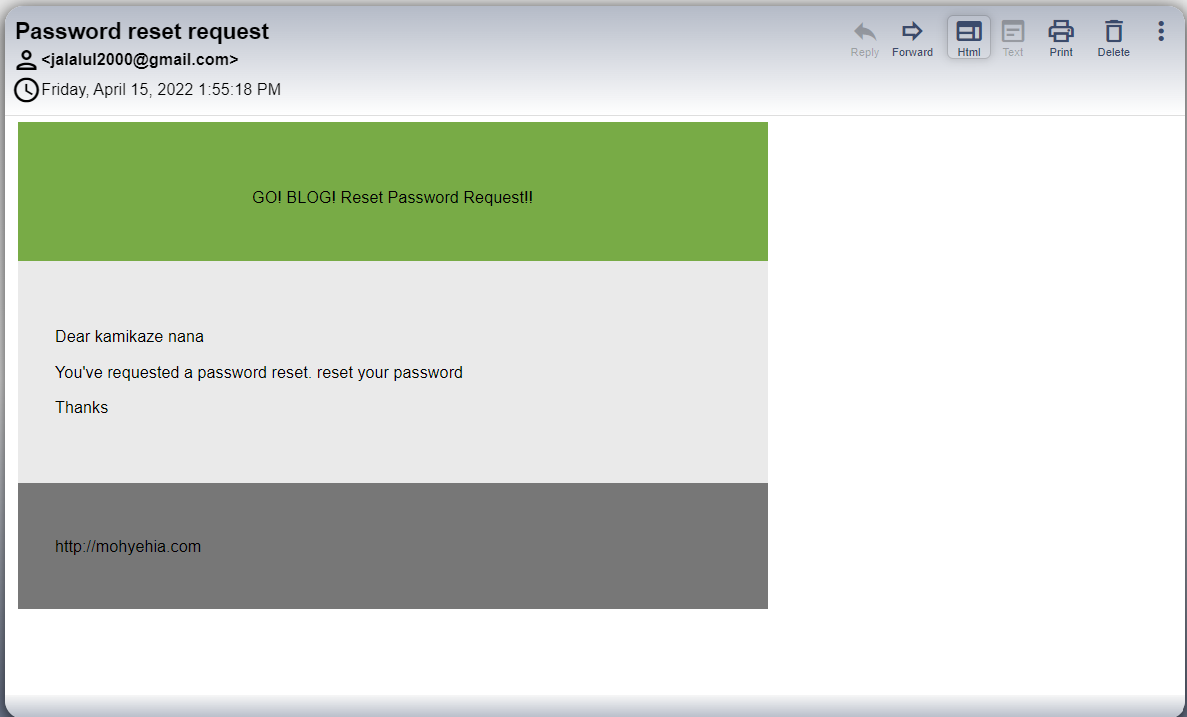 Password reset request
<jalalul2000@gmail.com>
Friday, April 15, 2022 1:55:18 PM
Reply Forward Html Text Print Delete
GO! BLOG! Reset Password Request!!
Dear kamikaze nana
You've requested a password reset. reset your password
Thanks
http://mohyehia.com